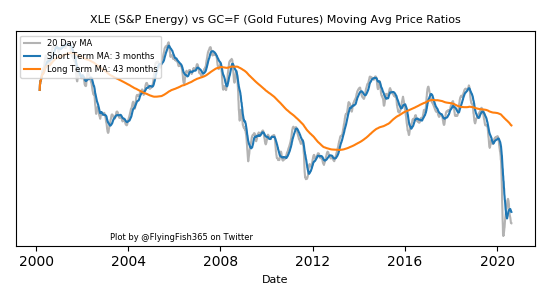 XLE (S&P Energy) vs GC=F (Gold Futures) Moving Avg Price Ratios
20 Day MA
Short Term MA: 3 months
Long Term MA: 43 months
Plot by @FlyingFish365 on Twitter
2000 2004 2008 2012 2016 2020
Date